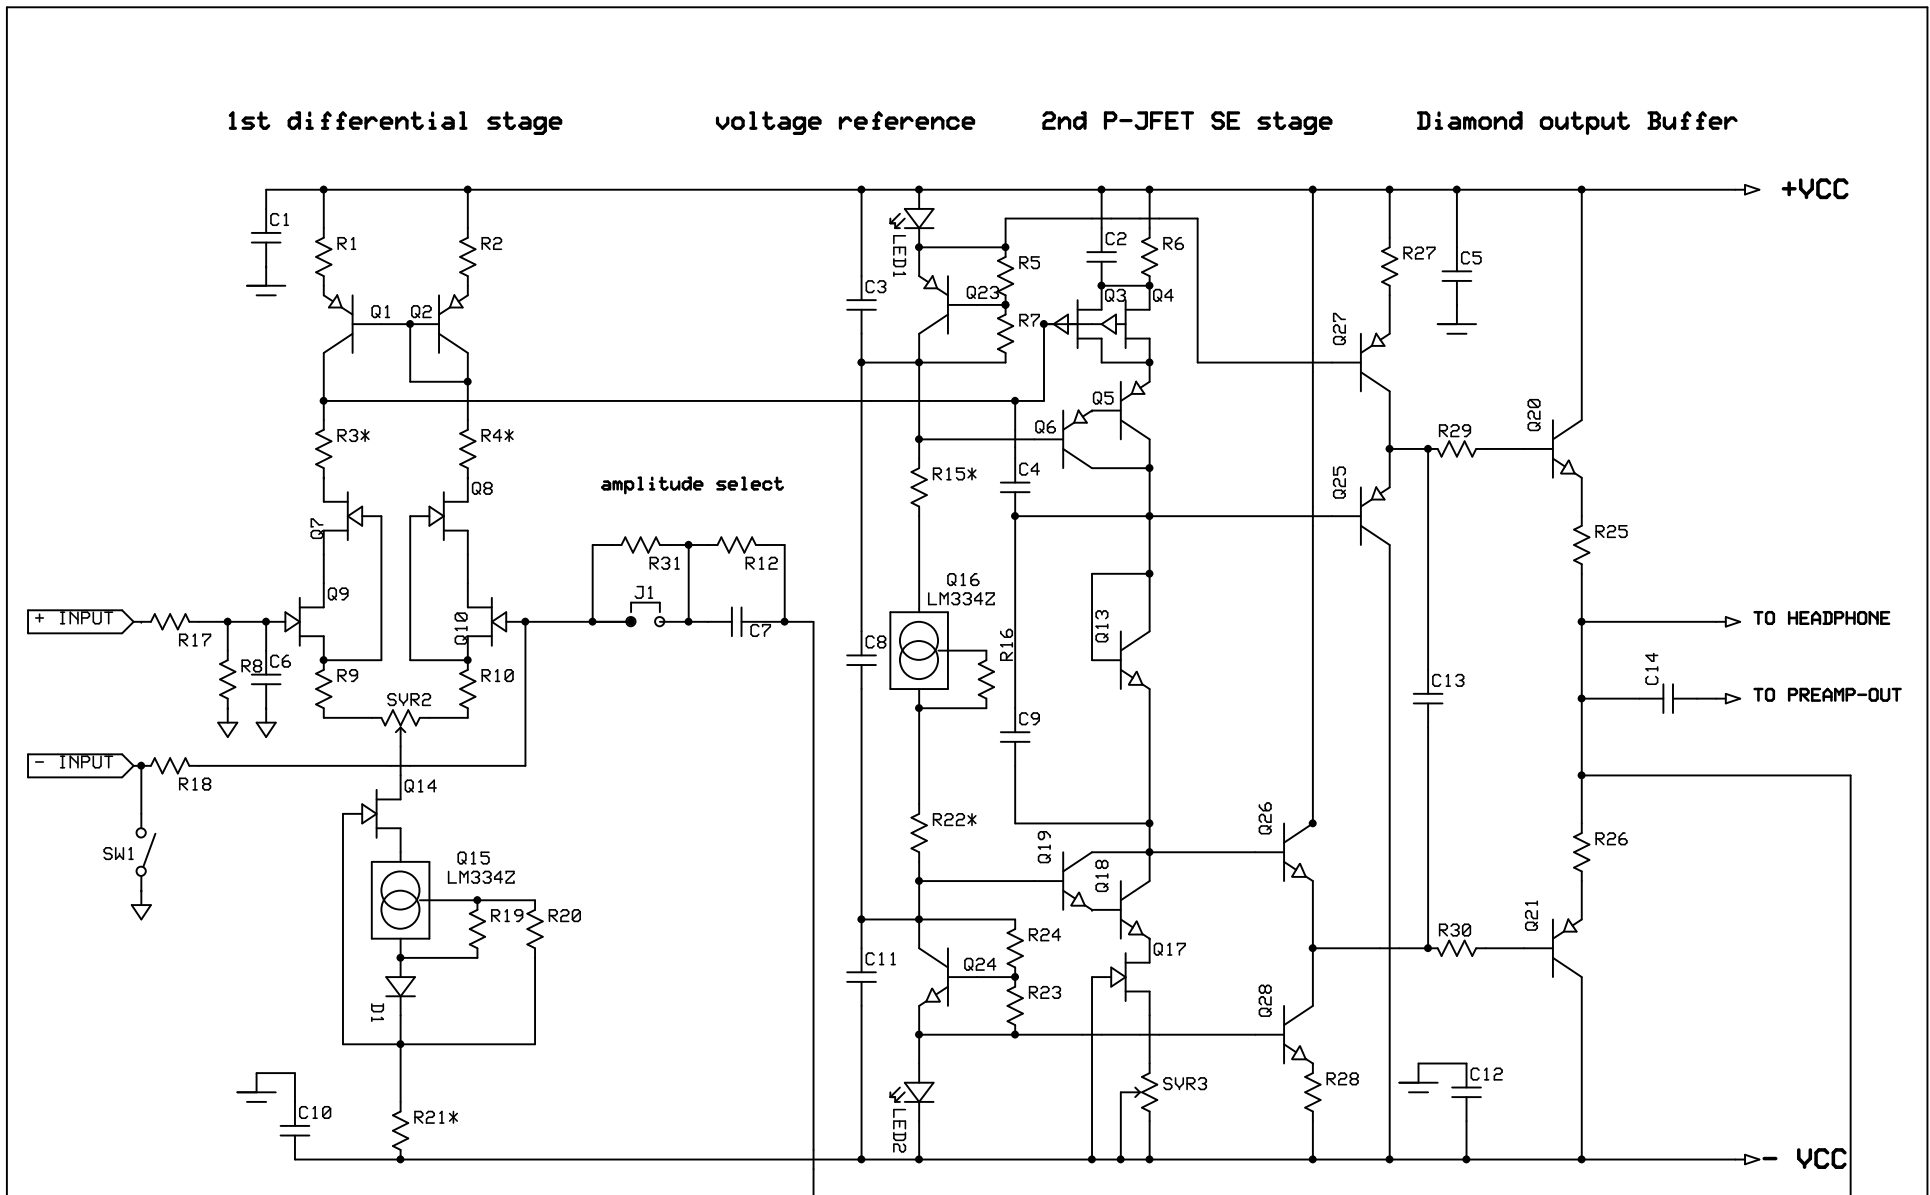 1st differential stage
voltage reference
2nd P-JFET SE stage
Diamond output Buffer
+VCC
C1
R1
R2
LED1
C2
R6
R27
C5
R5
C3
Q23
Q3
Q4
Q1
Q2
R7
Q27
Q5
Q6
Q20
R3*
R4*
R29
C4
R15*
Q25
amplitude select
Q8
Q7
R25
R31
R12
Q16
LM334Z
J1
Q9
Q10
Q13
+ INPUT
R17
C7
TO HEADPHONE
C8
R16
R8
C6
R9
R10
C14
C13
SVR2
TO PREAMP-OUT
C9
- INPUT
R18
Q14
R22*
Q26
R26
SW1
Q19
Q15
LM334Z
Q18
R19
R20
Q21
R24
R30
Q17
C11
Q24
R23
D1
Q28
SVR3
R28
C12
C10
R21*
LED2
- VCC